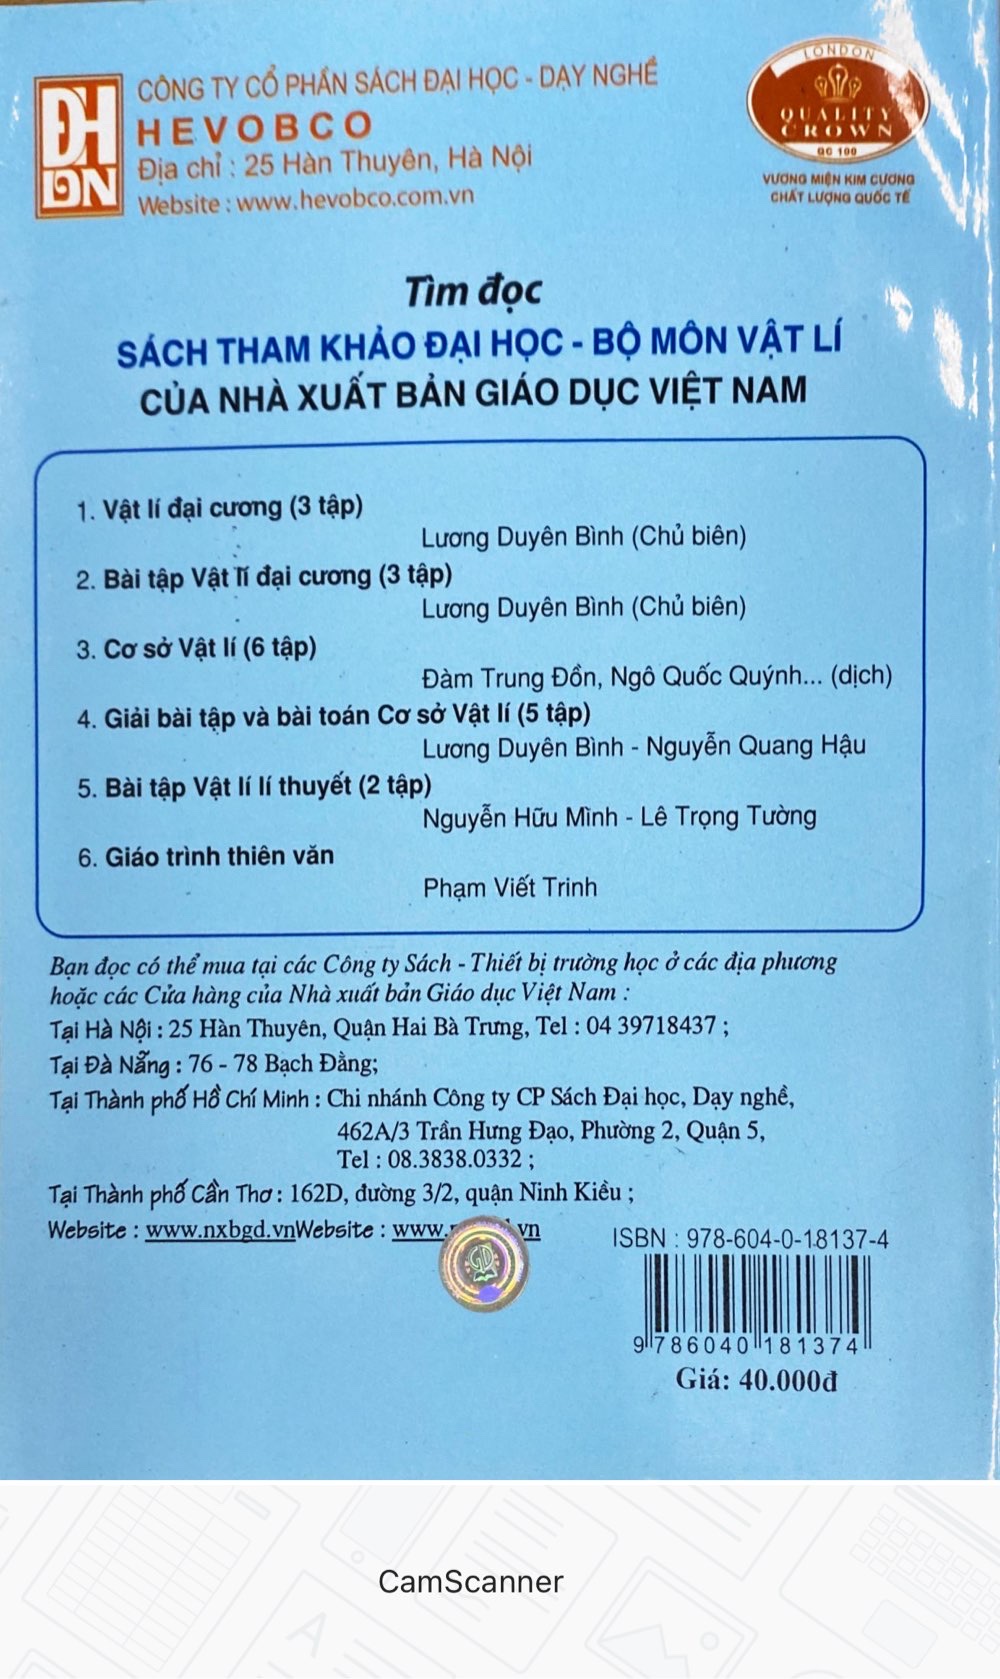 ĐH
DN
CÔNG TY CỔ PHẦN SÁCH ĐẠI HỌC - DẠY NGHỀ
HEVOBCO
Địa chỉ : 25 Hàn Thuyên, Hà Nội
Website : www.hevobco.com.vn
LONDON
QUALITY
CROWN
QC 100
VƯƠNG MIỆN KIM CƯƠNG
CHẤT LƯỢNG QUỐC TẾ
Tìm đọc
SÁCH THAM KHẢO ĐẠI HỌC - BỘ MÔN VẬT LÍ
CỦA NHÀ XUẤT BẢN GIÁO DỤC VIỆT NAM
1. Vật lí đại cương (3 tập)
Lương Duyên Bình (Chủ biên)
2. Bài tập Vật lí đại cương (3 tập)
Lương Duyên Bình (Chủ biên)
3. Cơ sở Vật lí (6 tập)
Đàm Trung Đồn, Ngô Quốc Quýnh... (dịch)
4. Giải bài tập và bài toán Cơ sở Vật lí (5 tập)
Lương Duyên Bình - Nguyễn Quang Hậu
5. Bài tập Vật lí lí thuyết (2 tập)
Nguyễn Hữu Mình - Lê Trọng Tường
6. Giáo trình thiên văn
Phạm Viết Trinh
Bạn đọc có thể mua tại các Công ty Sách - Thiết bị trường học ở các địa phương
hoặc các Cửa hàng của Nhà xuất bản Giáo dục Việt Nam :
Tại Hà Nội : 25 Hàn Thuyên, Quận Hai Bà Trưng, Tel : 04 39718437 ;
Tại Đà Nẵng : 76 - 78 Bạch Đằng;
Tại Thành phố Hồ Chí Minh : Chi nhánh Công ty CP Sách Đại học, Dạy nghề,
462A/3 Trần Hưng Đạo, Phường 2, Quận 5,
Tel : 08.3838.0332 ;
Tại Thành phố Cần Thơ : 162D, đường 3/2, quận Ninh Kiều ;
Website : www.nxbgd.vnWebsite : www. vn
GD
ISBN : 978-604-0-18137-4
9 786040 181374
Giá: 40.000đ
CamScanner